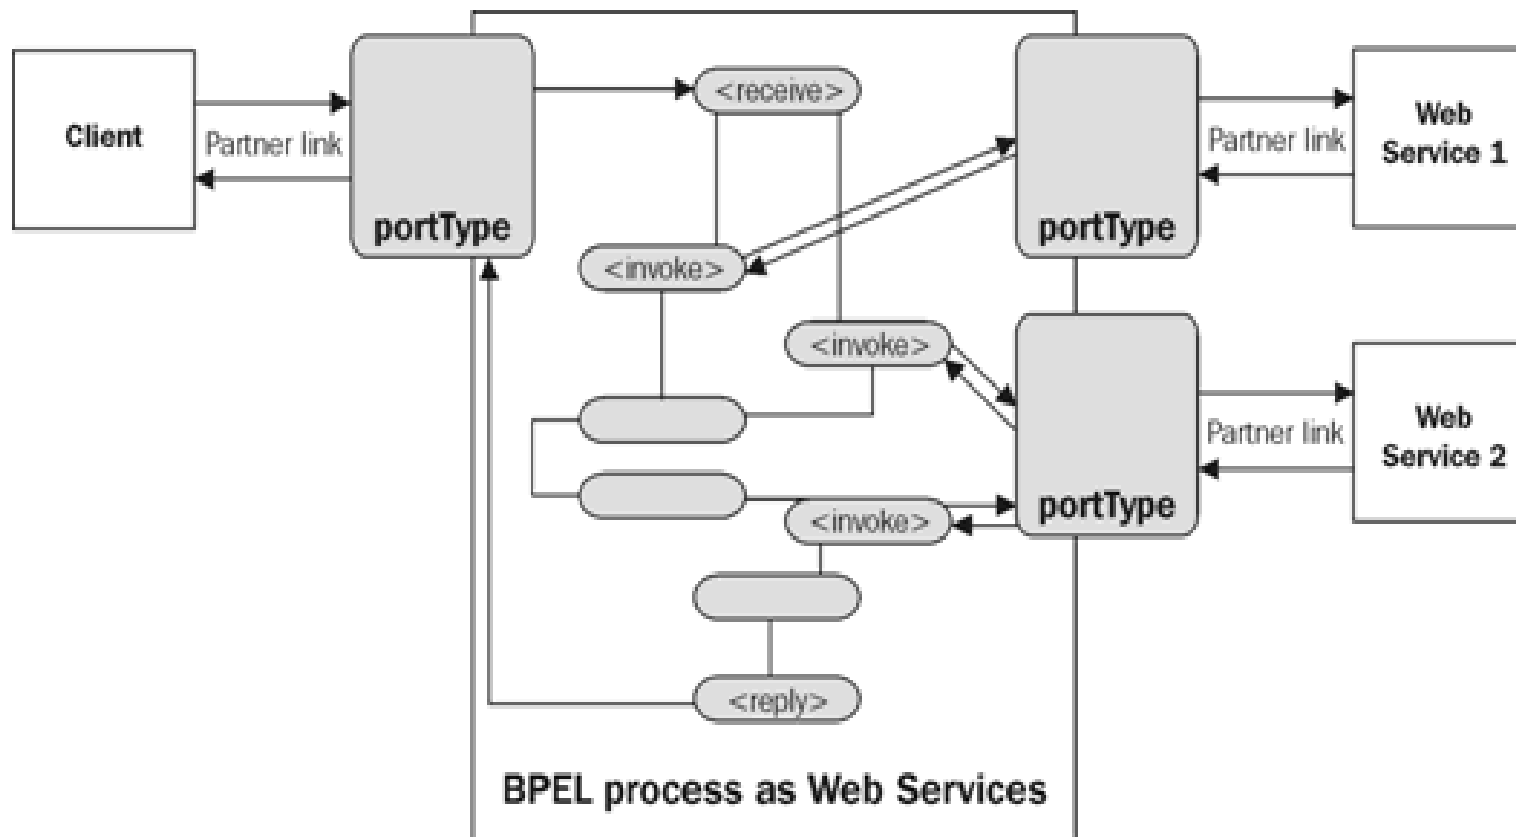 Client
Partner link
portType
<receive>
portType
Partner link
Web
Service 1
<invoke>
<invoke>
portType
Partner link
Web
Service 2
<invoke>
<reply>
BPEL process as Web Services